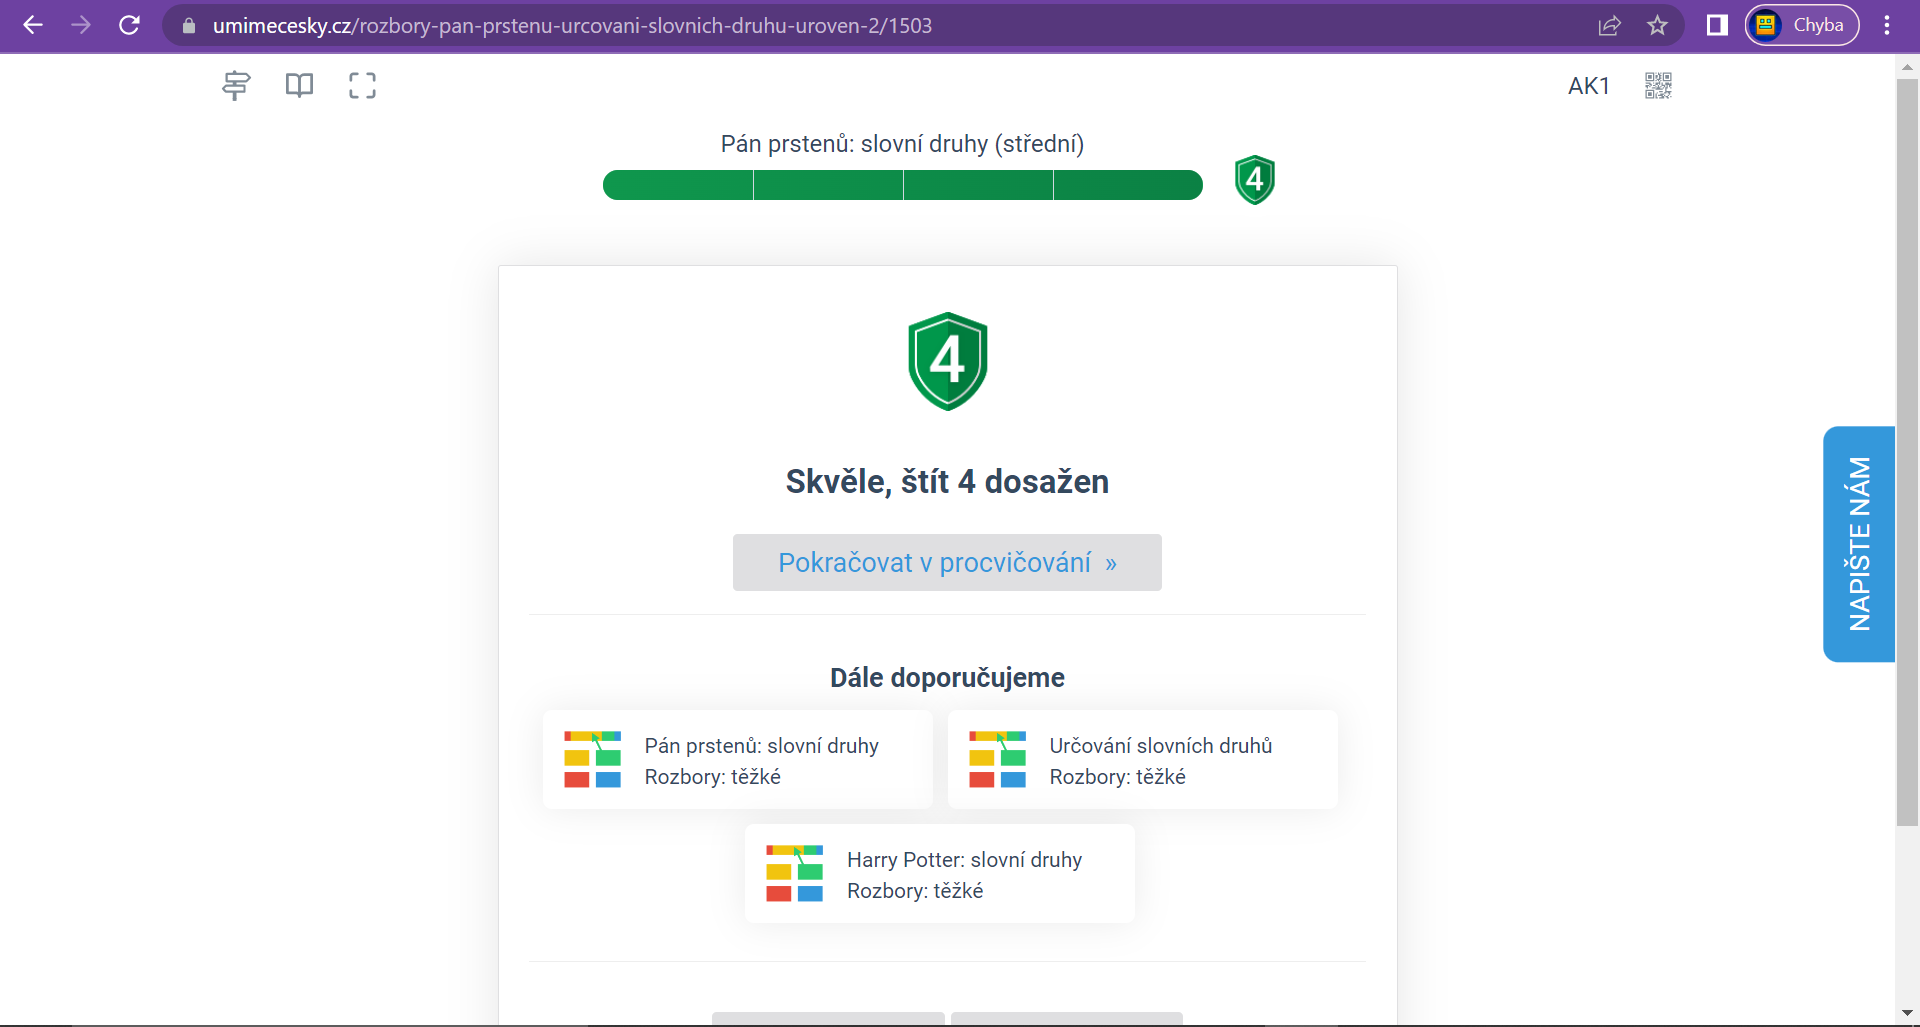 umimecesky.cz/rozbory-pan-prstenu-urcovani-slovnich-druhu-uroven-2/1503
Chyba
AK1
Pán prstenů: slovní druhy (střední)
4
4
Skvěle, štít 4 dosažen
Pokračovat v procvičování »
NAPIŠTE NÁM
Dále doporučujeme
Pán prstenů: slovní druhy
Rozbory: těžké
Určování slovních druhů
Rozbory: těžké
Harry Potter: slovní druhy
Rozbory: těžké